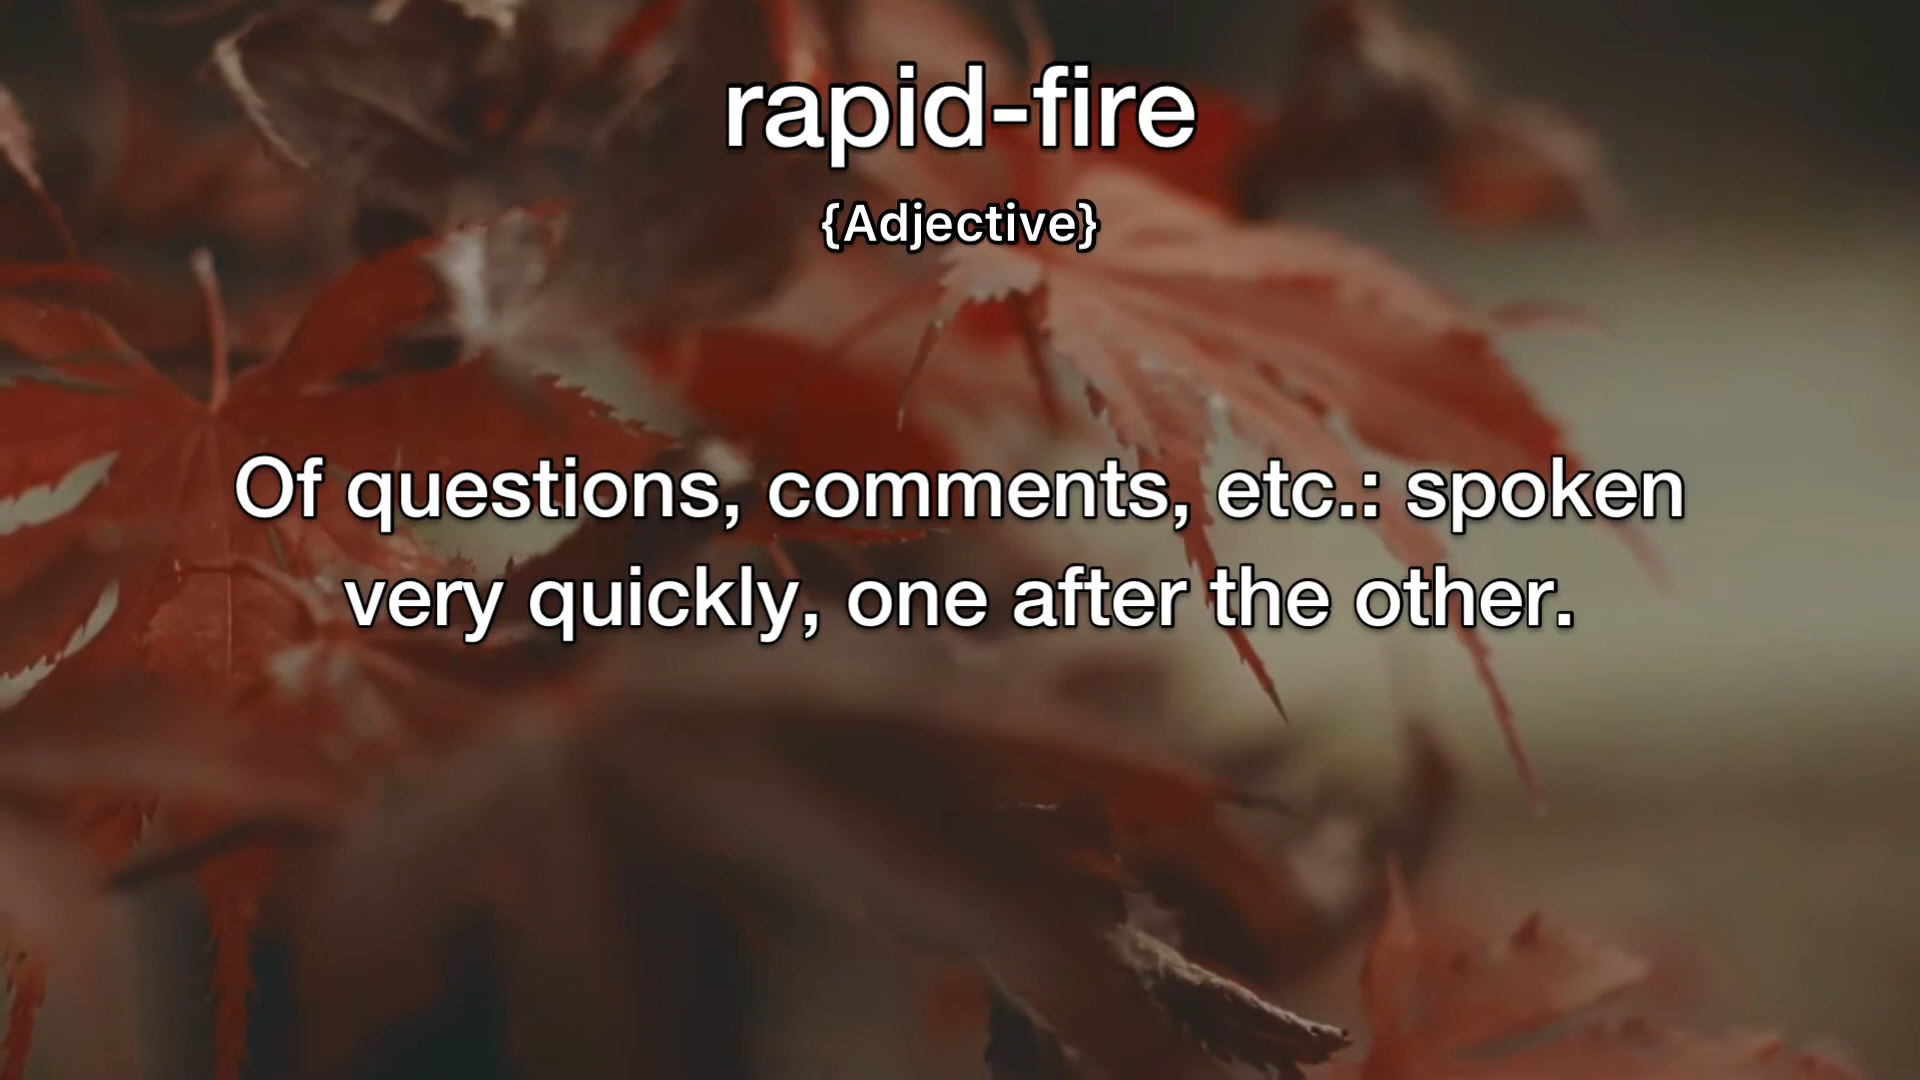 rapid-fire
{Adjective}
Of questions, comments, etc.: spoken
very quickly, one after the other.